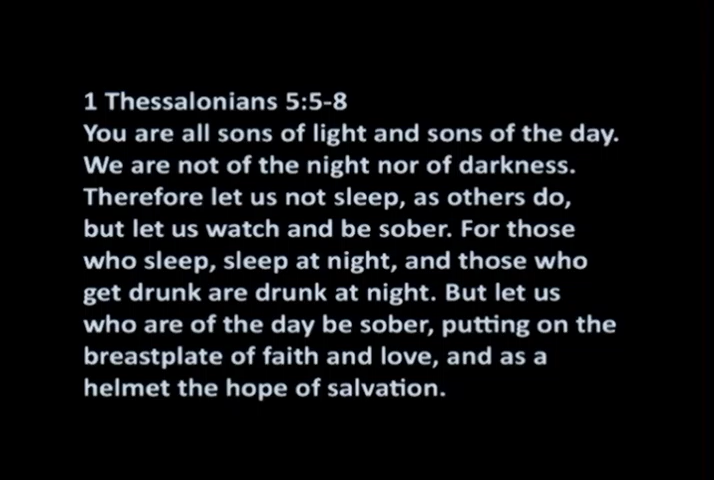 1 Thessalonians 5:5-8
You are all sons of light and sons of the day.
We are not of the night nor of darkness.
Therefore let us not sleep, as others do,
but let us watch and be sober. For those
who sleep, sleep at night, and those who
get drunk are drunk at night. But let us
who are of the day be sober, putting on the
breastplate of faith and love, and as a
helmet the hope of salvation.